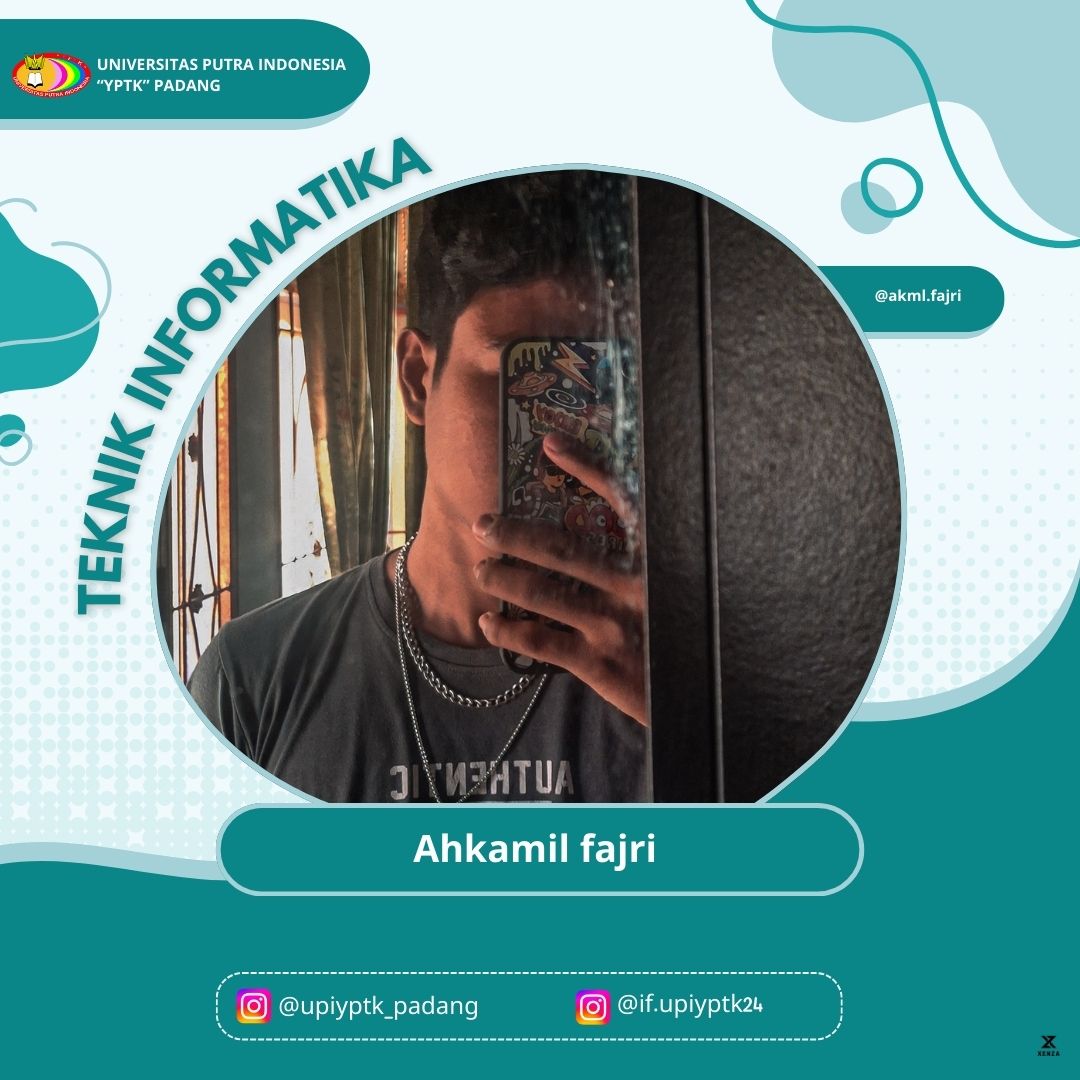 UNIVERSITAS PUTRA INDONESIA
“YPTK” PADANG
TEKNIK INFORMATIKA
@akml.fajri
AUTHENTIC
Ahkamil fajri
@upiyptk_padang
@if.upiyptk24
XENZA